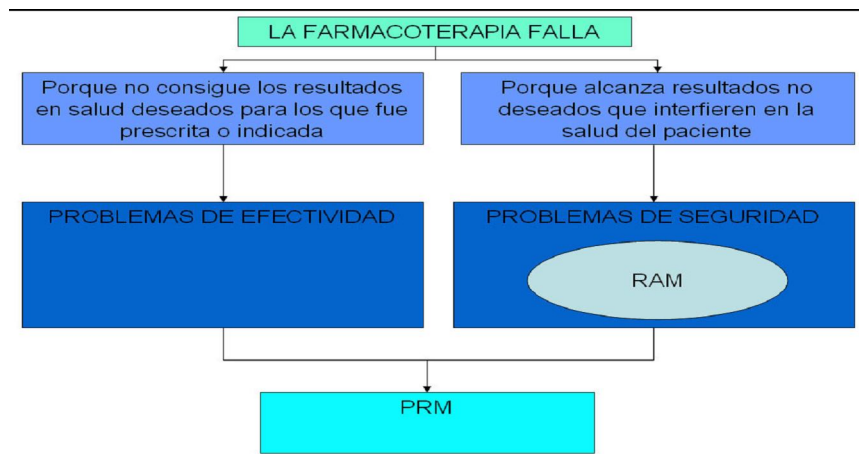 LA FARMACOTERAPIA FALLA
Porque no consigue los resultados
en salud deseados para los que fue
prescrita o indicada
Porque alcanza resultados no
deseados que interfieren en la
salud del paciente
PROBLEMAS DE EFECTIVIDAD
PROBLEMAS DE SEGURIDAD
RAM
PRM